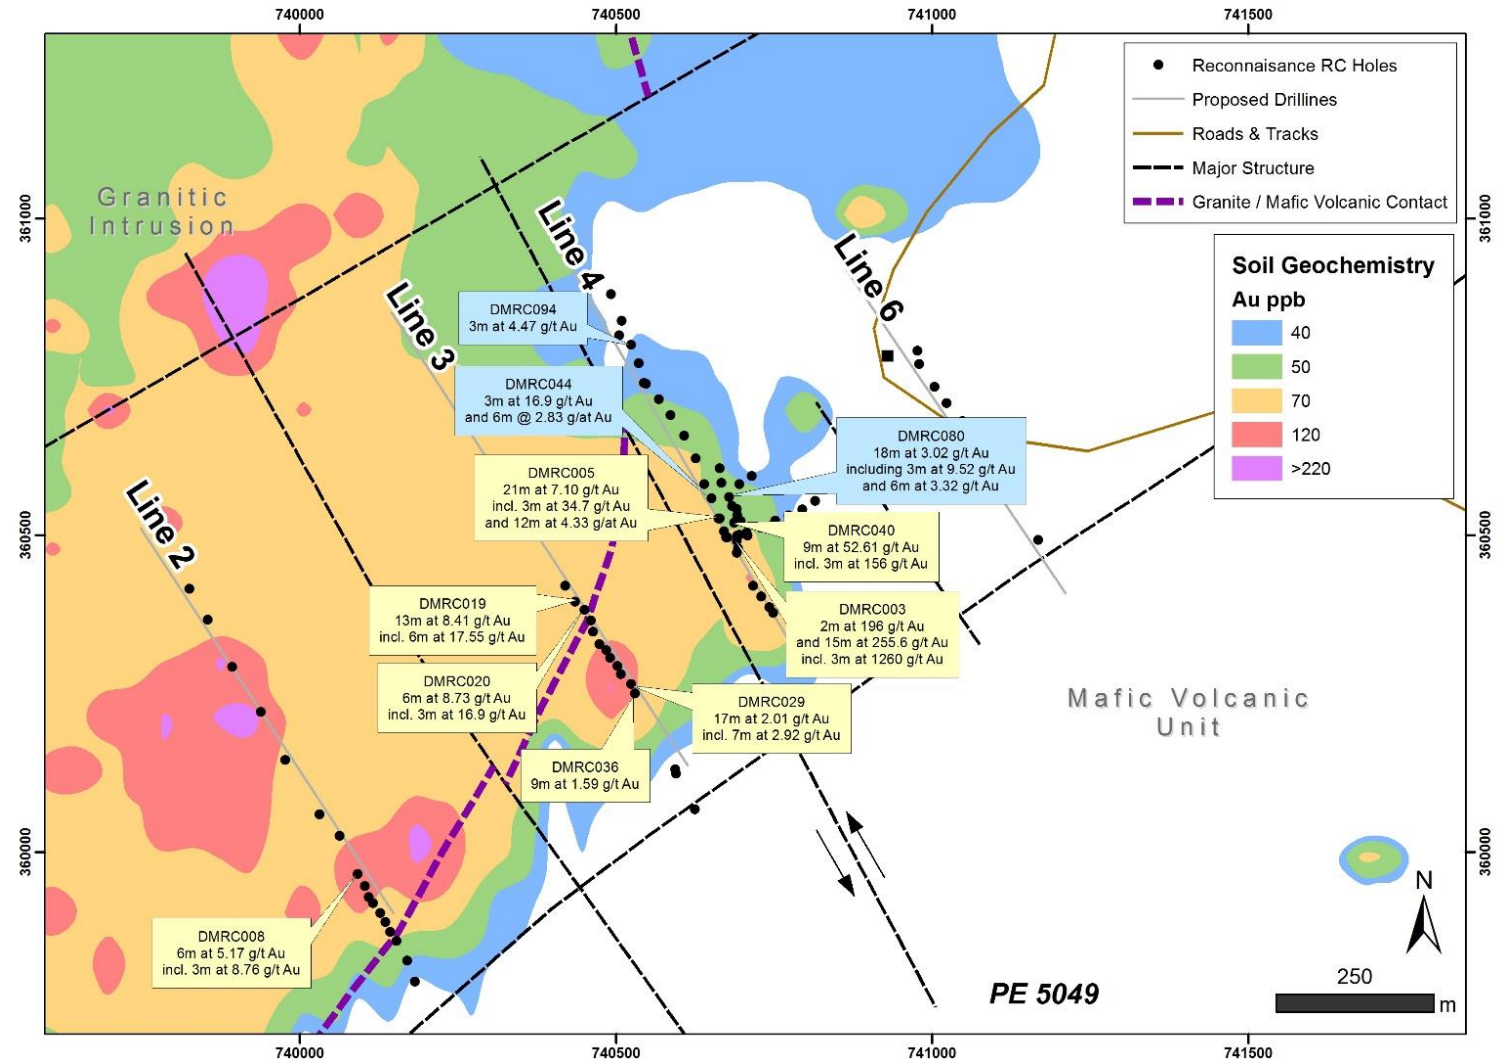 740000
740500
741000
741500
361000
360500
360000
361000
360500
360000
740000
740500
741000
741500
Reconnaisance RC Holes
Proposed Drillines
Roads & Tracks
Major Structure
Granite / Mafic Volcanic Contact
Soil Geochemistry
Au ppb
40
50
70
120
>220
Granitic
Intrusion
Line 4
Line 6
Line 3
Line 2
DMRC094
3m at 4.47 g/t Au
DMRC044
3m at 16.9 g/t Au
and 6m @ 2.83 g/at Au
DMRC080
18m at 3.02 g/t Au
including 3m at 9.52 g/t Au
and 6m at 3.32 g/t Au
DMRC005
21m at 7.10 g/t Au
incl. 3m at 34.7 g/t Au
and 12m at 4.33 g/at Au
DMRC040
9m at 52.61 g/t Au
incl. 3m at 156 g/t Au
DMRC019
13m at 8.41 g/t Au
incl. 6m at 17.55 g/t Au
DMRC003
2m at 196 g/t Au
and 15m at 255.6 g/t Au
incl. 3m at 1260 g/t Au
DMRC020
6m at 8.73 g/t Au
incl. 3m at 16.9 g/t Au
DMRC029
17m at 2.01 g/t Au
incl. 7m at 2.92 g/t Au
DMRC036
9m at 1.59 g/t Au
DMRC008
6m at 5.17 g/t Au
incl. 3m at 8.76 g/t Au
Mafic Volcanic
Unit
PE 5049
N
250
m